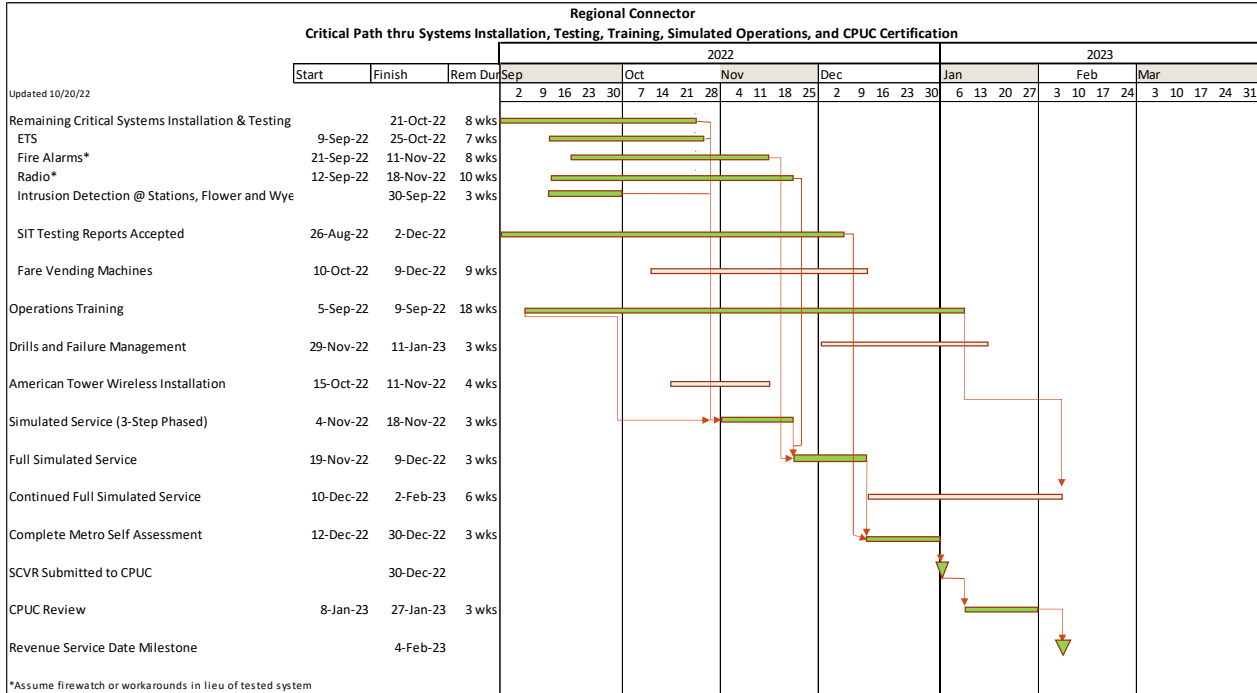 Regional Connector
Critical Path thru Systems Installation, Testing, Training, Simulated Operations, and CPUC Certification
2022 2023
Start Finish Rem Dur Sep Oct Nov Dec Jan Feb Mar
Updated 10/20/22 2 9 16 23 30 7 14 21 28 4 11 18 25 2 9 16 23 30 6 13 20 27 3 10 17 24 3 10 17 24 31
Remaining Critical Systems Installation & Testing 21-Oct-22 8 wks
ETS 9-Sep-22 25-Oct-22 7 wks
Fire Alarms* 21-Sep-22 11-Nov-22 8 wks
Radio* 12-Sep-22 18-Nov-22 10 wks
Intrusion Detection @ Stations, Flower and Wye 30-Sep-22 3 wks
SIT Testing Reports Accepted 26-Aug-22 2-Dec-22
Fare Vending Machines 10-Oct-22 9-Dec-22 9 wks
Operations Training 5-Sep-22 9-Sep-22 18 wks
Drills and Failure Management 29-Nov-22 11-Jan-23 3 wks
American Tower Wireless Installation 15-Oct-22 11-Nov-22 4 wks
Simulated Service (3-Step Phased) 4-Nov-22 18-Nov-22 3 wks
Full Simulated Service 19-Nov-22 9-Dec-22 3 wks
Continued Full Simulated Service 10-Dec-22 2-Feb-23 6 wks
Complete Metro Self Assessment 12-Dec-22 30-Dec-22 3 wks
SCVR Submitted to CPUC 30-Dec-22
CPUC Review 8-Jan-23 27-Jan-23 3 wks
Revenue Service Date Milestone 4-Feb-23
*Assume firewatch or workarounds in lieu of tested system